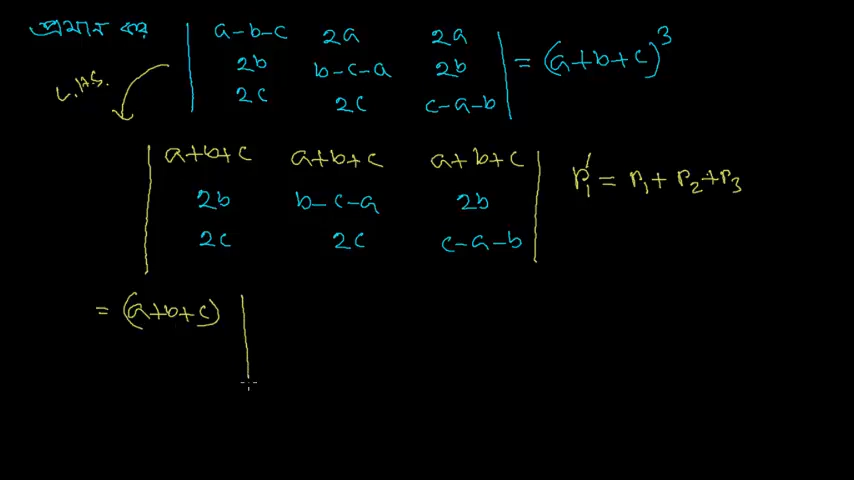 প্রমান কর | a-b-c 2a 2a |
| 2b b-c-a 2b | = (a+b+c)³
| 2c 2c c-a-b |
L.H.S.
| a+b+c a+b+c a+b+c |
| 2b b-c-a 2b | r₁′ = r₁ + r₂ + r₃
| 2c 2c c-a-b |
= (a+b+c) |